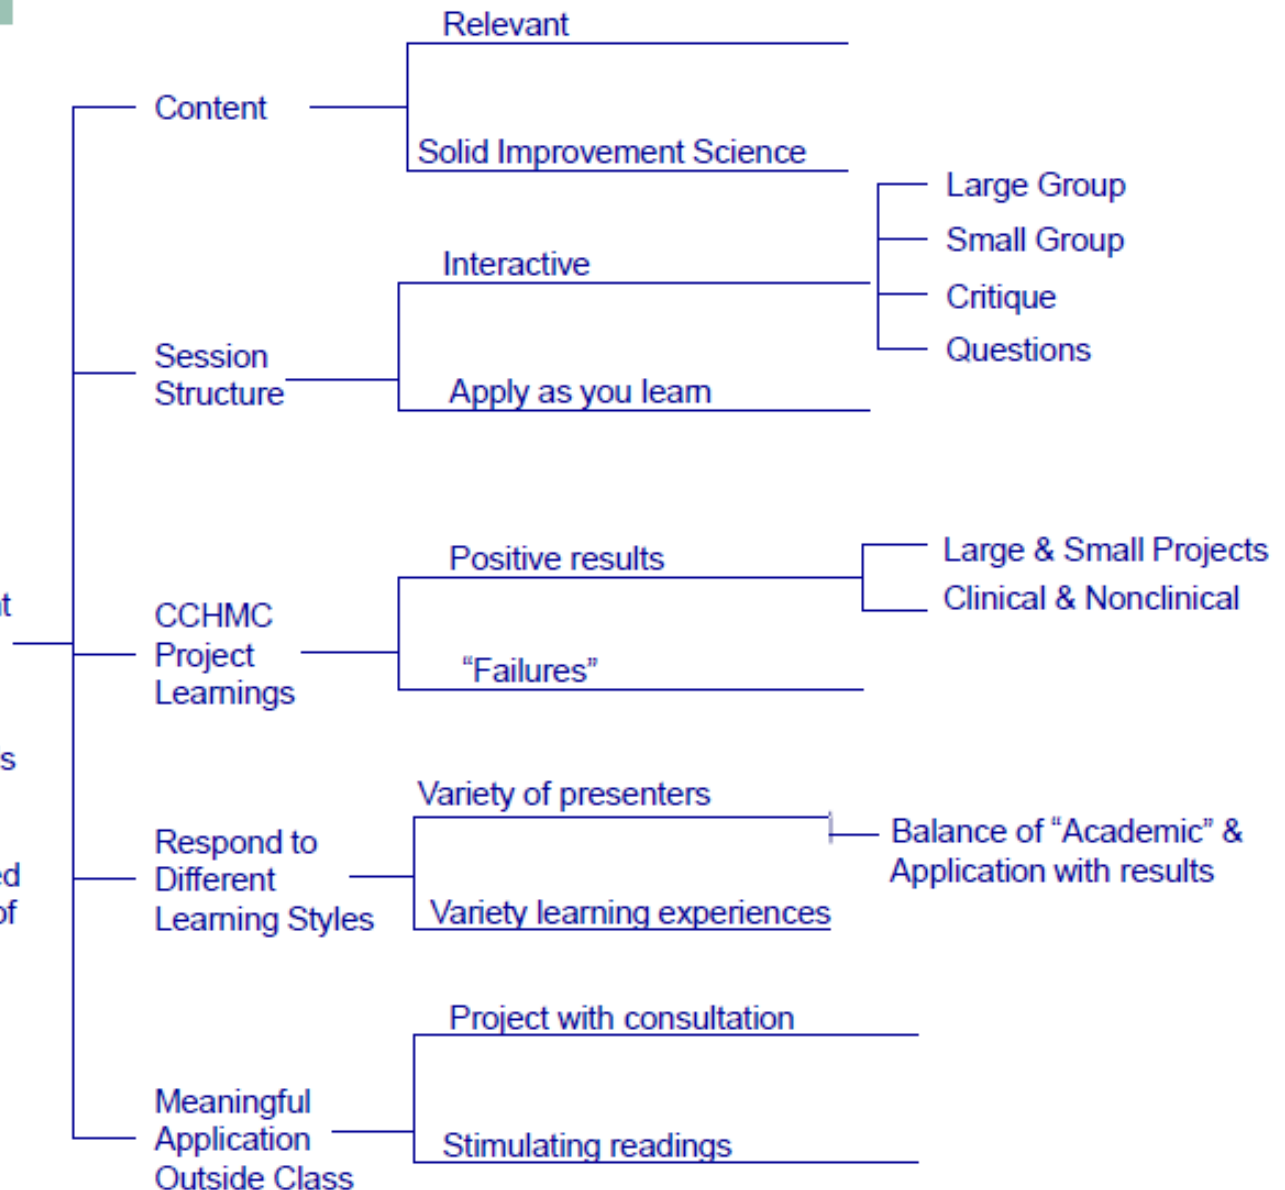 Relevant
Content
Solid Improvement Science
Large Group
Small Group
Interactive
Critique
Questions
Session
Structure
Apply as you learn
Positive results
Large & Small Projects
Clinical & Nonclinical
CCHMC
Project
Learnings
“Failures”
Variety of presenters
Balance of “Academic” &
Application with results
Respond to
Different
Learning Styles
Variety learning experiences
Project with consultation
Meaningful
Application
Outside Class
Stimulating readings